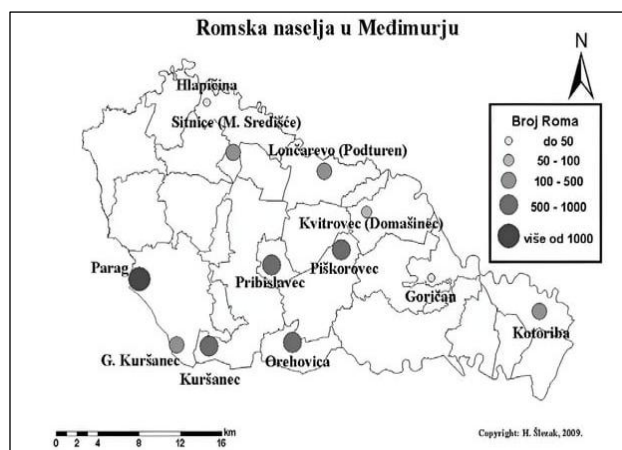 Romska naselja u Međimurju
N
Hlapičina
Sitnice (M. Središće)
Lončarevo (Podturen)
Kvitrovec (Domašinec)
Parag
Pribislavec
Piškorovec
Goričan
Kotoriba
G. Kuršanec
Kuršanec
Orehovica
Broj Roma
do 50
50 - 100
100 - 500
500 - 1000
više od 1000
km
0 2 4 8 12 16
Copyright: H. Šlezak, 2009.